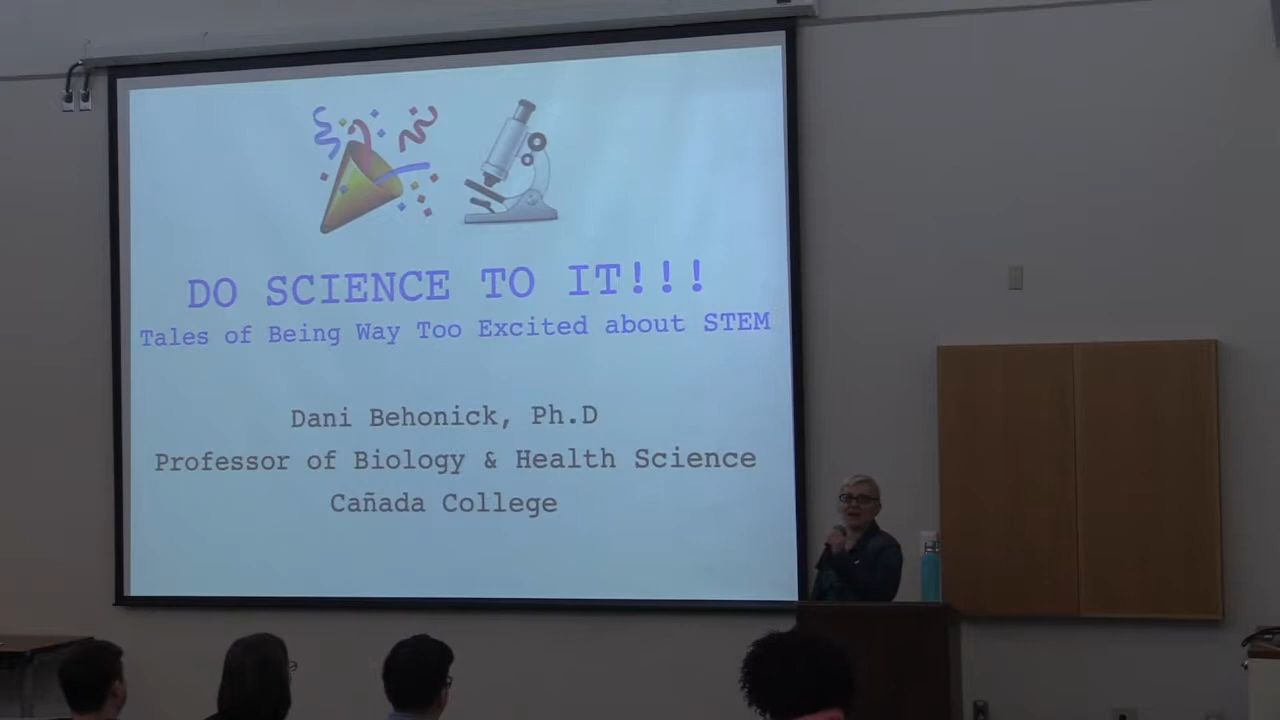 DO SCIENCE TO IT!!!
Tales of Being Way Too Excited about STEM
Dani Behonick, Ph.D
Professor of Biology & Health Science
Cañada College